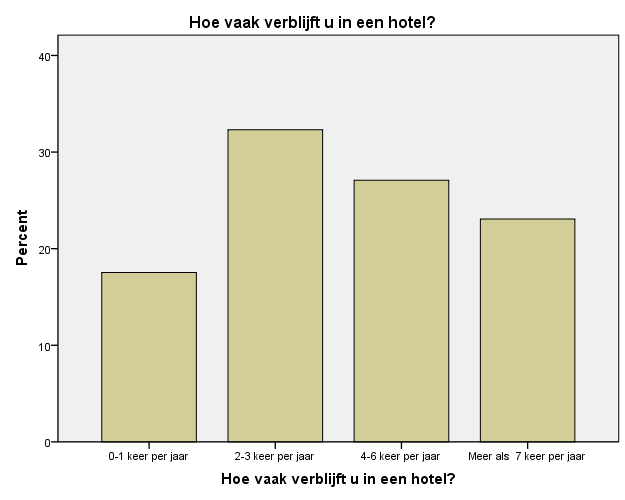 Hoe vaak verblijft u in een hotel?
Percent
40
30
20
10
0
0-1 keer per jaar
2-3 keer per jaar
4-6 keer per jaar
Meer als 7 keer per jaar
Hoe vaak verblijft u in een hotel?